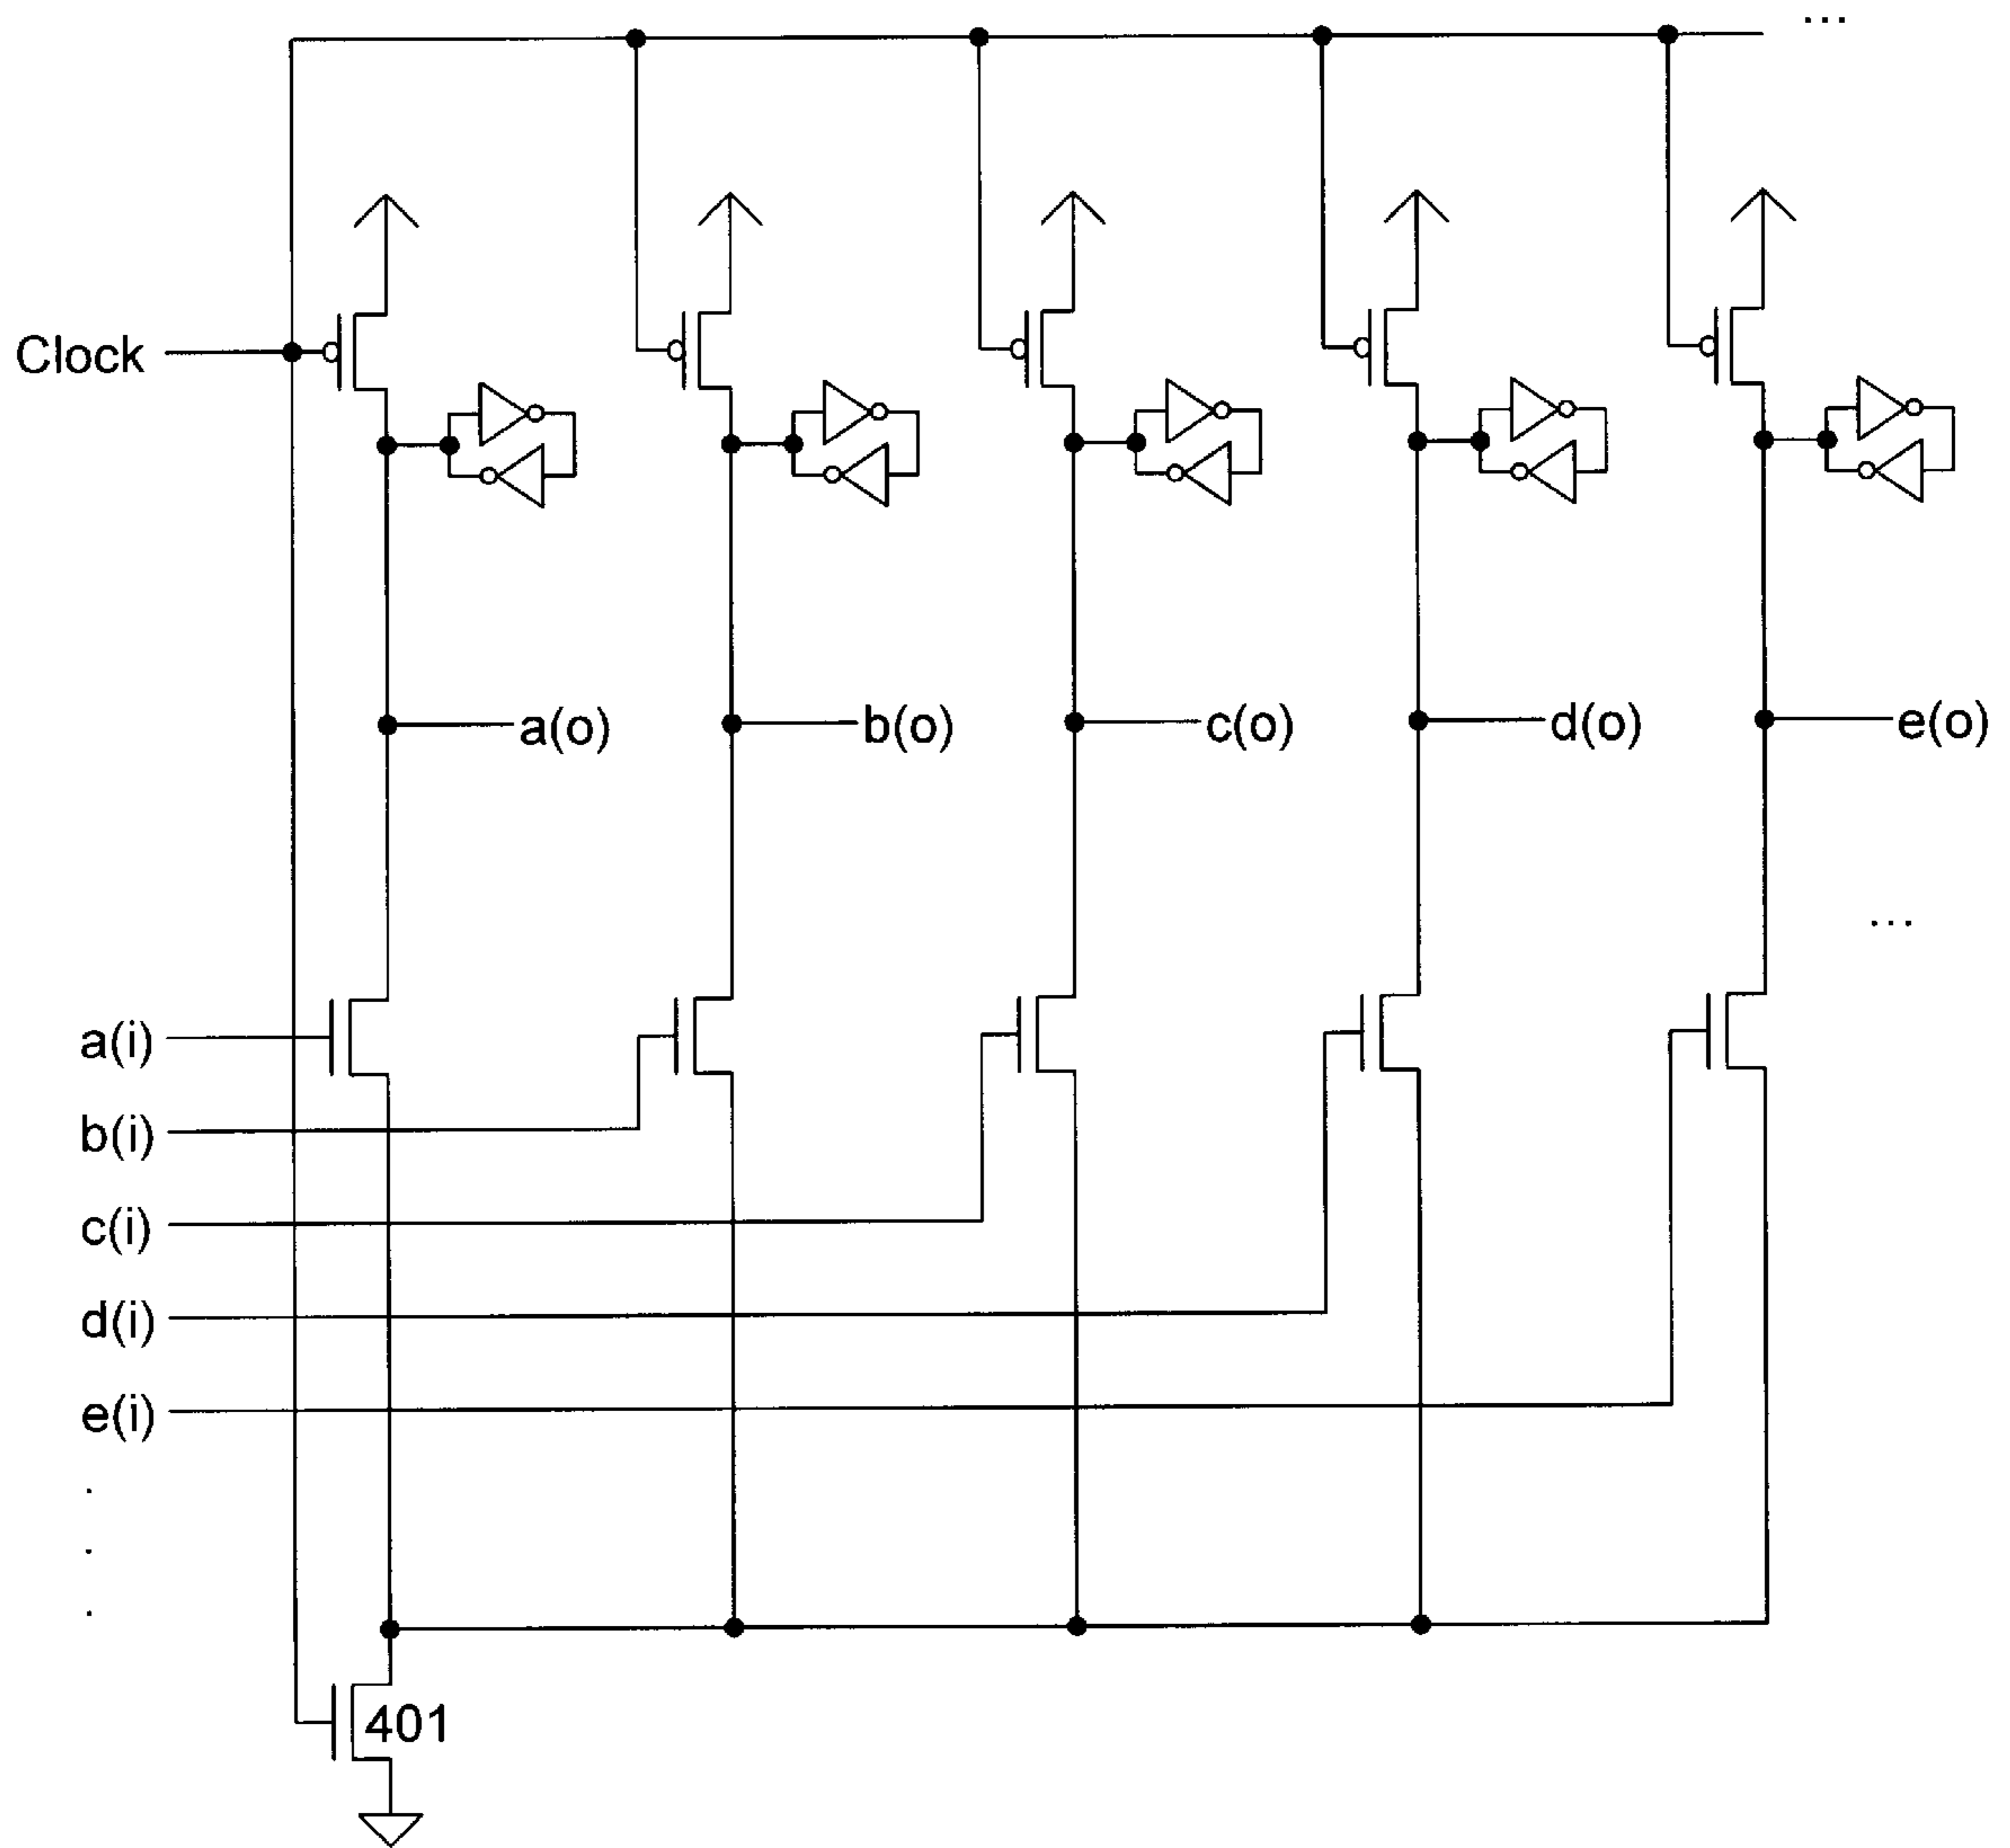 ...
Clock
a(o) b(o) c(o) d(o) e(o)
...
a(i)
b(i)
c(i)
d(i)
e(i)
.
.
.
401